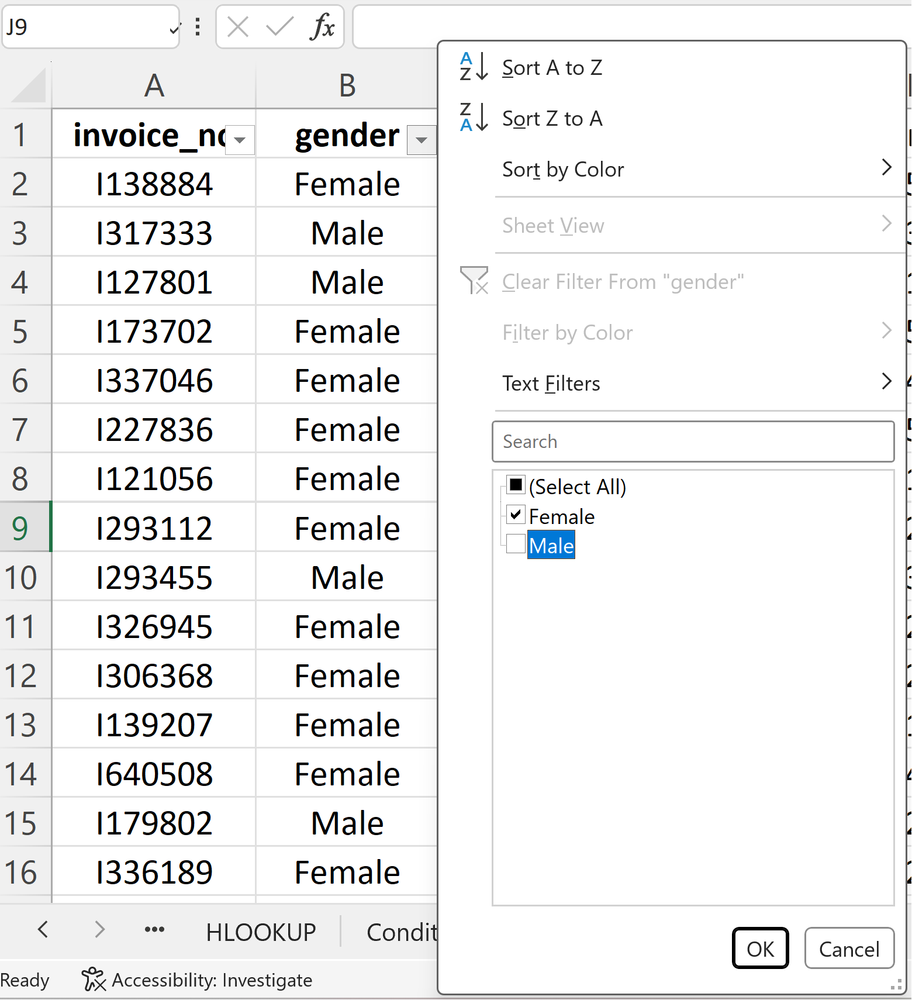 J9 fx
A B
1 invoice_no gender
2 I138884 Female
3 I317333 Male
4 I127801 Male
5 I173702 Female
6 I337046 Female
7 I227836 Female
8 I121056 Female
9 I293112 Female
10 I293455 Male
11 I326945 Female
12 I306368 Female
13 I139207 Female
14 I640508 Female
15 I179802 Male
16 I336189 Female
HLOOKUP Condit
Ready Accessibility: Investigate
Sort A to Z
Sort Z to A
Sort by Color
Sheet View
Clear Filter From "gender"
Filter by Color
Text Filters
Search
(Select All)
Female
Male
OK Cancel